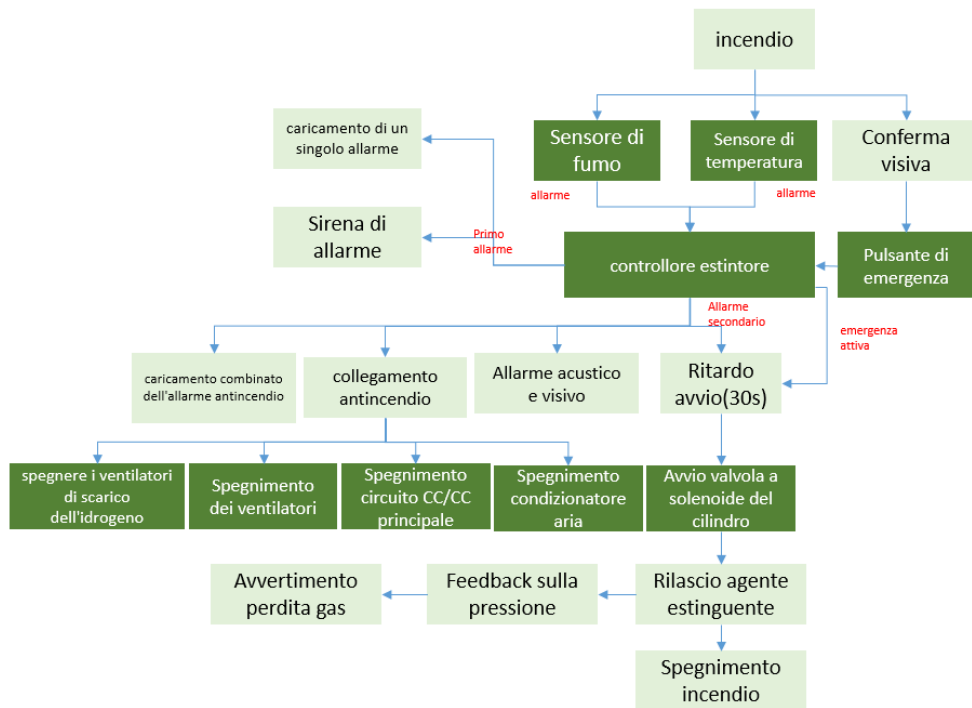 incendio
caricamento di un
singolo allarme
Sensore di
fumo
Sensore di
temperatura
Conferma
visiva
allarme
allarme
Sirena di
allarme
Primo
allarme
controllore estintore
Pulsante di
emergenza
Allarme
secondario
emergenza
attiva
caricamento combinato
dell'allarme antincendio
collegamento
antincendio
Allarme acustico
e visivo
Ritardo
avvio(30s)
spegnere i ventilatori
di scarico
dell'idrogeno
Spegnimento
dei ventilatori
Spegnimento
circuito CC/CC
principale
Spegnimento
condizionatore
aria
Avvio valvola a
solenoide del
cilindro
Avvertimento
perdita gas
Feedback sulla
pressione
Rilascio agente
estinguente
Spegnimento
incendio